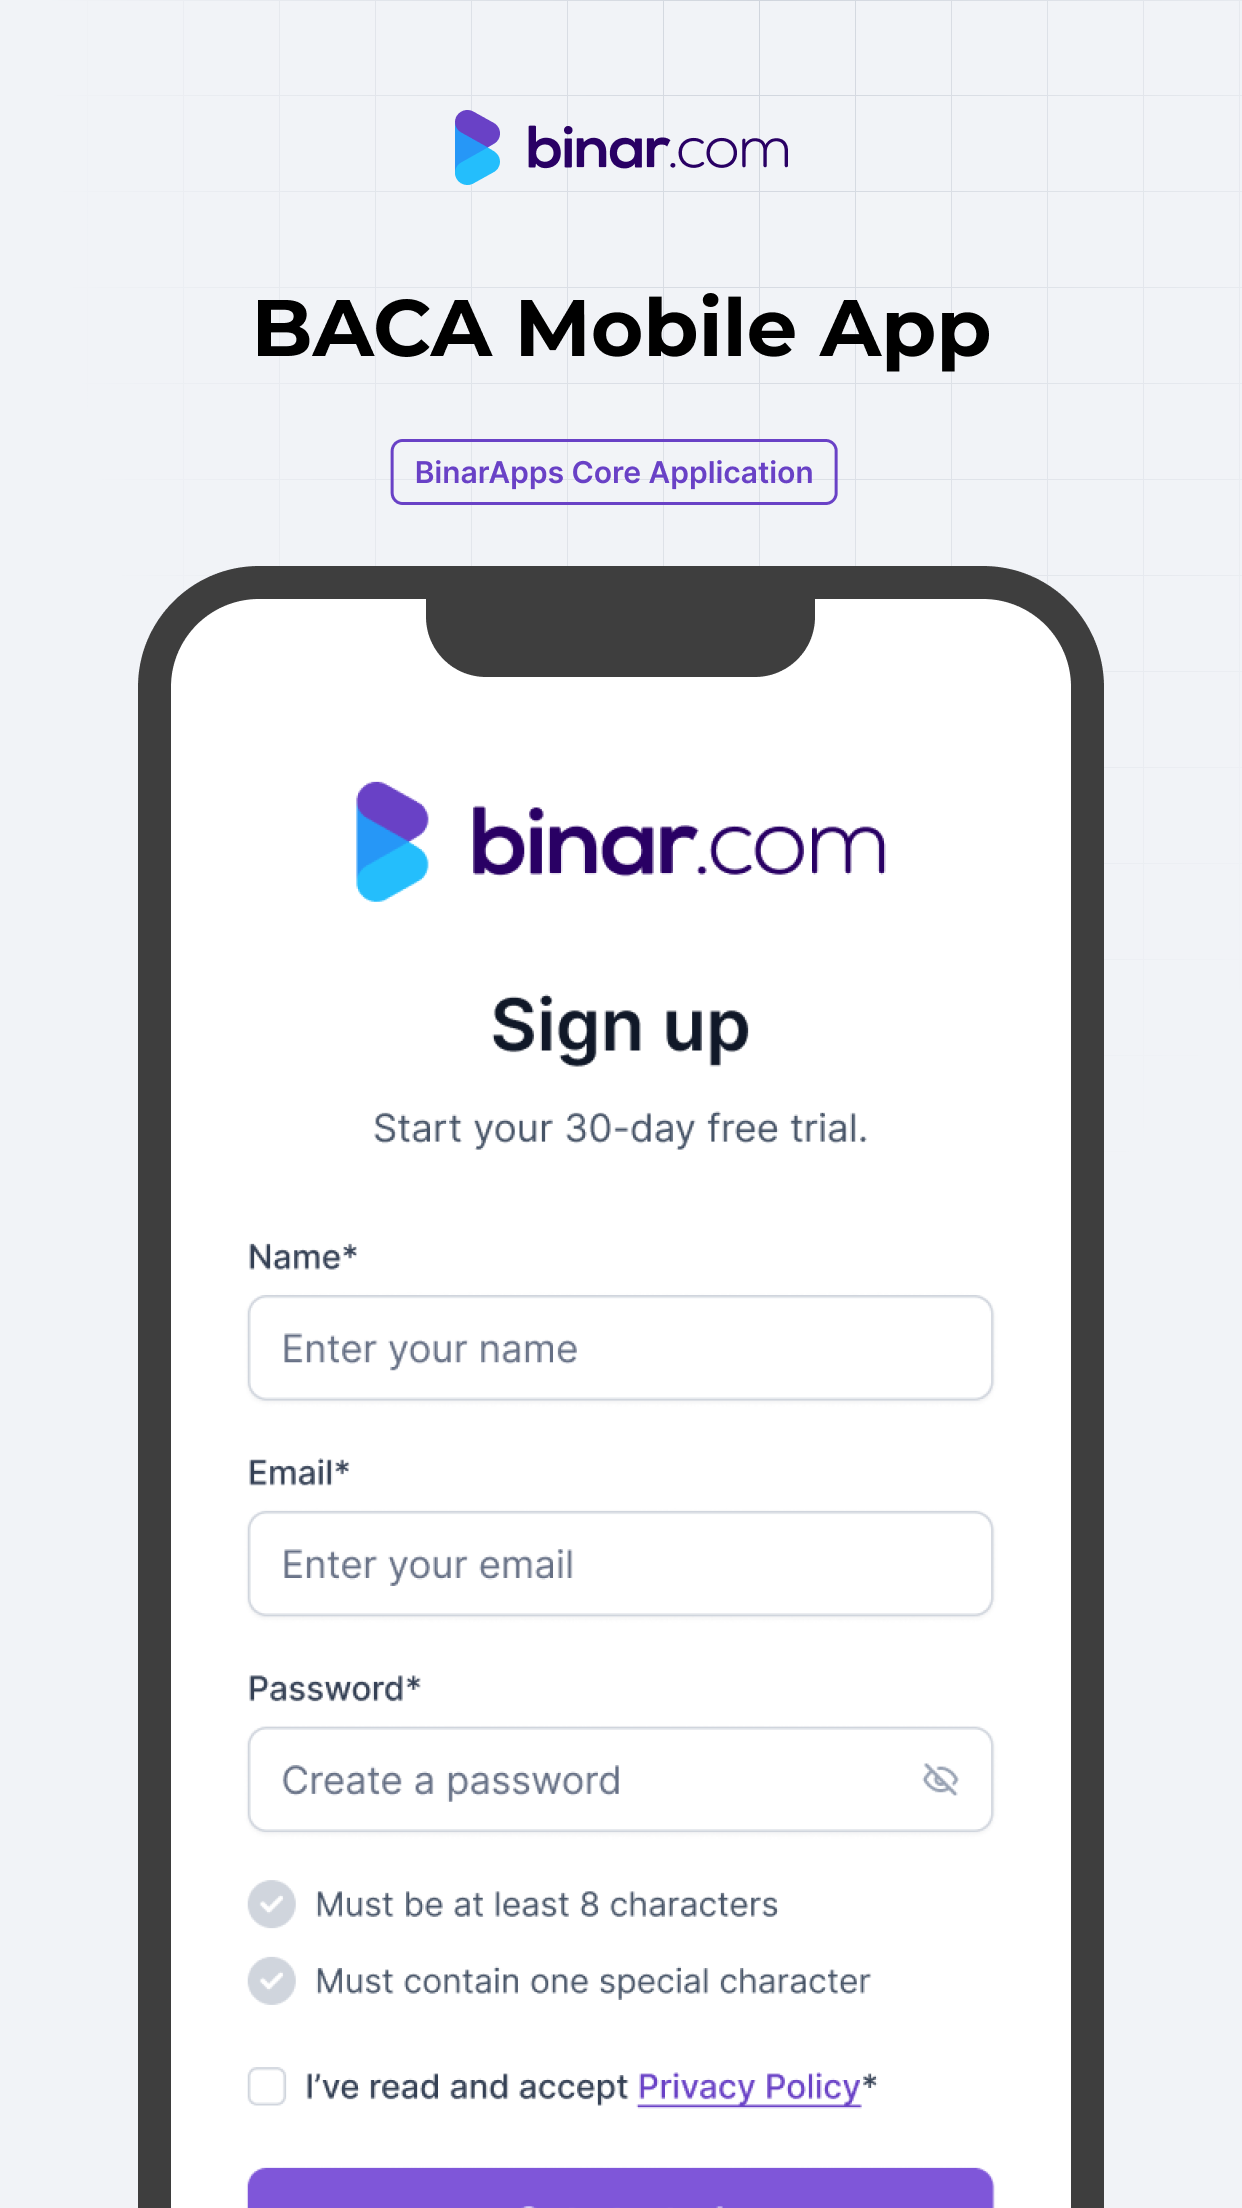 binar.com
BACA Mobile App
BinarApps Core Application
binar.com
Sign up
Start your 30-day free trial.
Name*
Enter your name
Email*
Enter your email
Password*
Create a password
Must be at least 8 characters
Must contain one special character
I’ve read and accept Privacy Policy*